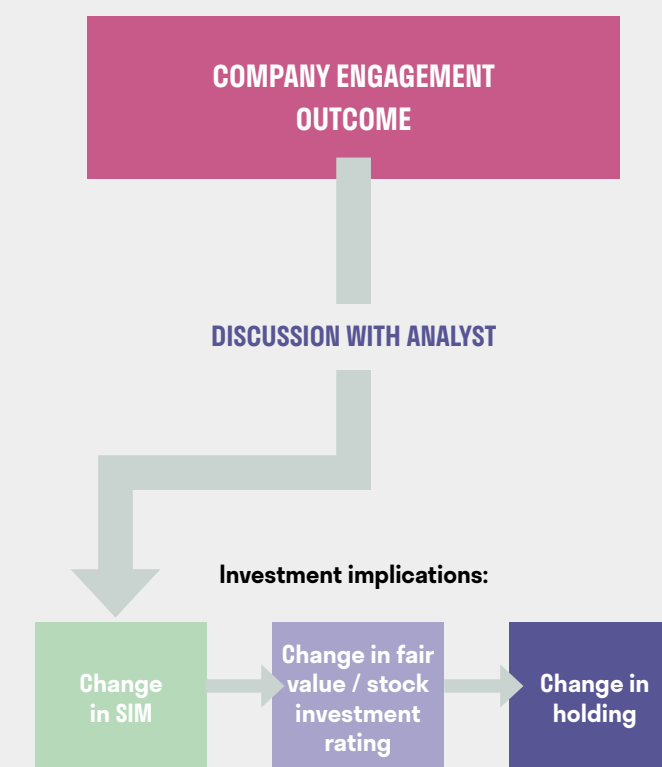 COMPANY ENGAGEMENT
OUTCOME
DISCUSSION WITH ANALYST
Investment implications:
Change
in SIM
Change in fair
value / stock
investment
rating
Change in
holding